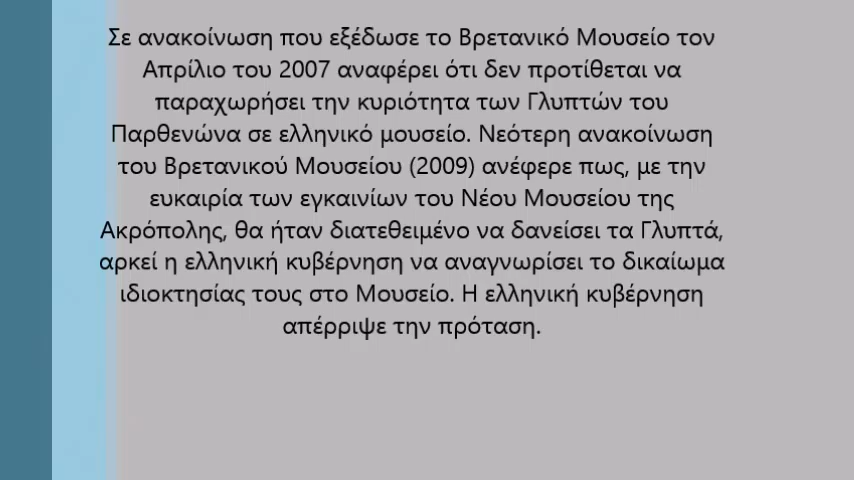 Σε ανακοίνωση που εξέδωσε το Βρετανικό Μουσείο τον
Απρίλιο του 2007 αναφέρει ότι δεν προτίθεται να
παραχωρήσει την κυριότητα των Γλυπτών του
Παρθενώνα σε ελληνικό μουσείο. Νεότερη ανακοίνωση
του Βρετανικού Μουσείου (2009) ανέφερε πως, με την
ευκαιρία των εγκαινίων του Νέου Μουσείου της
Ακρόπολης, θα ήταν διατεθειμένο να δανείσει τα Γλυπτά,
αρκεί η ελληνική κυβέρνηση να αναγνωρίσει το δικαίωμα
ιδιοκτησίας τους στο Μουσείο. Η ελληνική κυβέρνηση
απέρριψε την πρόταση.